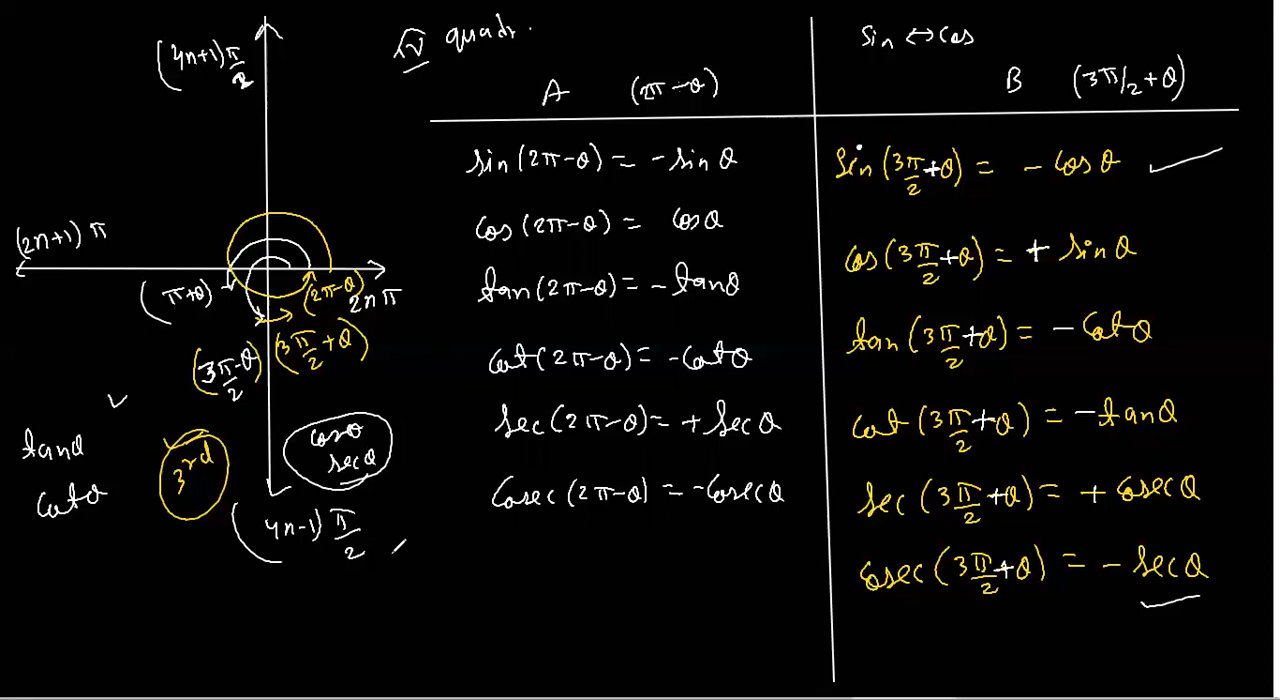 (4n+1)π/2
(2n+1)π
(π+θ)
(2π-θ)
2nπ
(3π/2-θ)
(3π/2+θ)
tanθ
cotθ
3rd
cosθ
secθ
(4n-1)π/2
IV quadr.
A (2π-θ)
sin(2π-θ) = -sinθ
cos(2π-θ) = cosθ
tan(2π-θ) = -tanθ
cot(2π-θ) = -cotθ
sec(2π-θ) = +secθ
cosec(2π-θ) = -cosecθ
sin ↔ cos
B (3π/2+θ)
sin(3π/2+θ) = -cosθ
cos(3π/2+θ) = +sinθ
tan(3π/2+θ) = -cotθ
cot(3π/2+θ) = -tanθ
sec(3π/2+θ) = +cosecθ
cosec(3π/2+θ) = -secθ